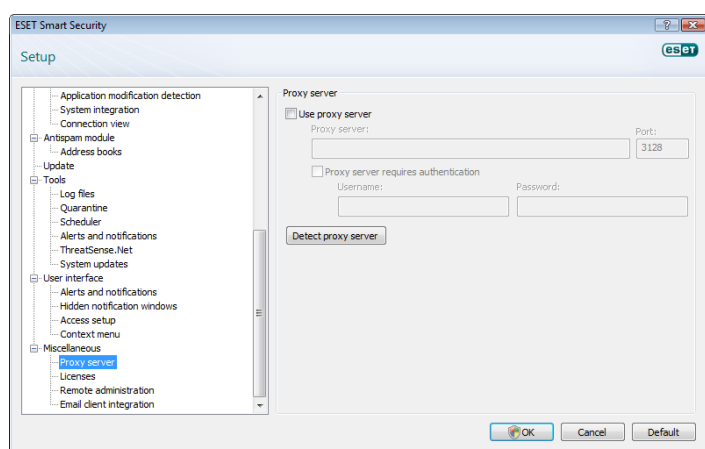 ESET Smart Security
Setup
eset
Application modification detection
System integration
Connection view
Antispam module
Address books
Update
Tools
Log files
Quarantine
Scheduler
Alerts and notifications
ThreatSense.Net
System updates
User interface
Alerts and notifications
Hidden notification windows
Access setup
Context menu
Miscellaneous
Proxy server
Licenses
Remote administration
Email client integration
Proxy server
Use proxy server
Proxy server: Port:
3128
Proxy server requires authentication
Username: Password:
Detect proxy server
OK Cancel Default